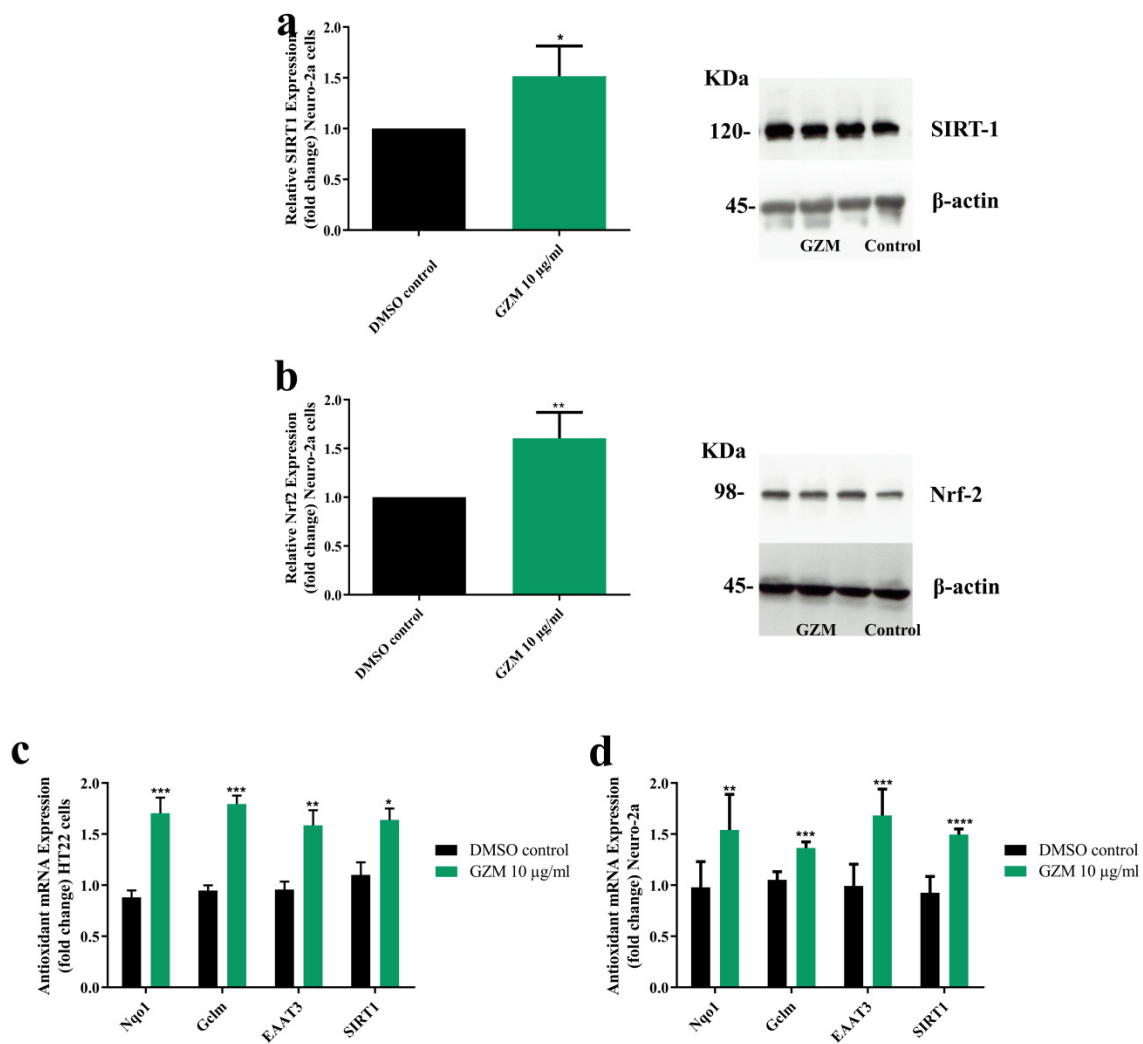 a
Relative SIRT1 Expression
(fold change) Neuro-2a cells
2.0
1.5
1.0
0.5
0.0
*
DMSO control
GZM 10 µg/ml
KDa
120-
SIRT-1
45-
β-actin
GZM
Control
b
Relative Nrf2 Expression
(fold change) Neuro-2a cells
2.0
1.5
1.0
0.5
0.0
**
DMSO control
GZM 10 µg/ml
KDa
98-
Nrf-2
45-
β-actin
GZM
Control
c
Antioxidant mRNA Expression
(fold change) HT22 cells
2.0
1.5
1.0
0.5
0.0
***
***
**
*
Nqo1
Gclm
EAAT3
SIRT1
DMSO control
GZM 10 µg/ml
d
Antioxidant mRNA Expression
(fold change) Neuro-2a
2.0
1.5
1.0
0.5
0.0
**
***
***
****
Nqo1
Gclm
EAAT3
SIRT1
DMSO control
GZM 10 µg/ml